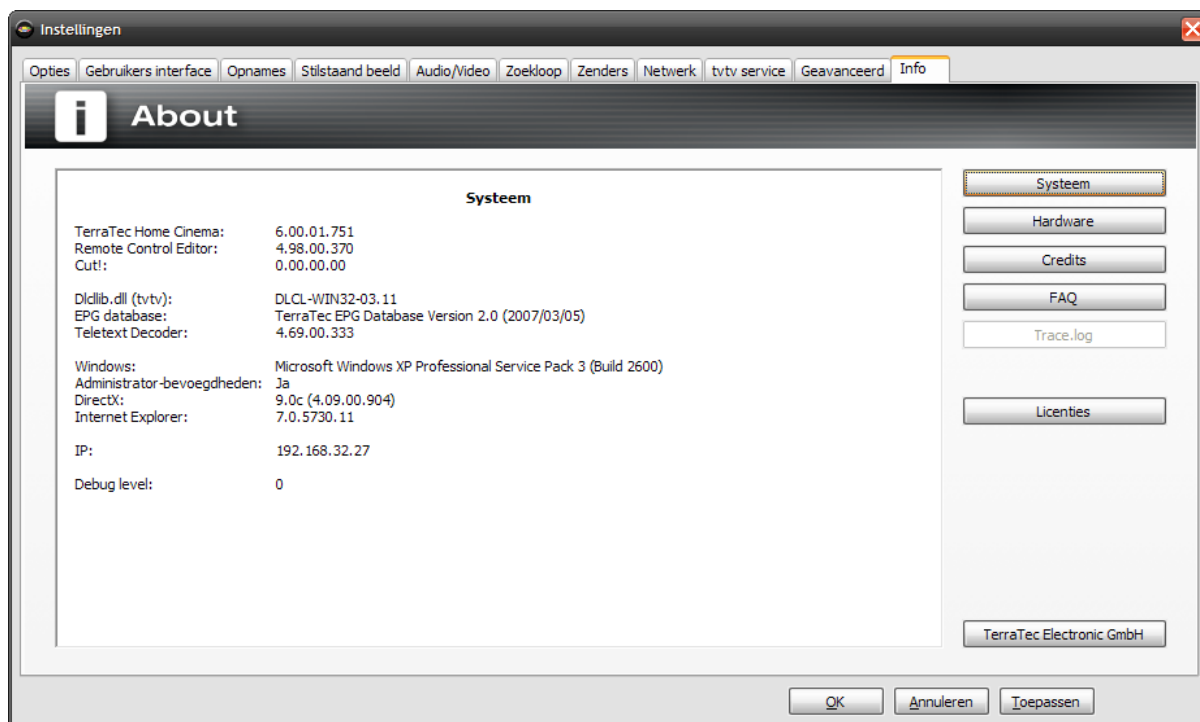 Instellingen
Opties Gebruikers interface Opnames Stilstaand beeld Audio/Video Zoekloop Zenders Netwerk tvtv service Geavanceerd Info
i About
Systeem
TerraTec Home Cinema: 6.00.01.751
Remote Control Editor: 4.98.00.370
Cut!: 0.00.00.00
Dlcllib.dll (tvtv): DLCL-WIN32-03.11
EPG database: TerraTec EPG Database Version 2.0 (2007/03/05)
Teletext Decoder: 4.69.00.333
Windows: Microsoft Windows XP Professional Service Pack 3 (Build 2600)
Administrator-bevoegdheden: Ja
DirectX: 9.0c (4.09.00.904)
Internet Explorer: 7.0.5730.11
IP: 192.168.32.27
Debug level: 0
Systeem
Hardware
Credits
FAQ
Trace.log
Licenties
TerraTec Electronic GmbH
OK Annuleren Toepassen